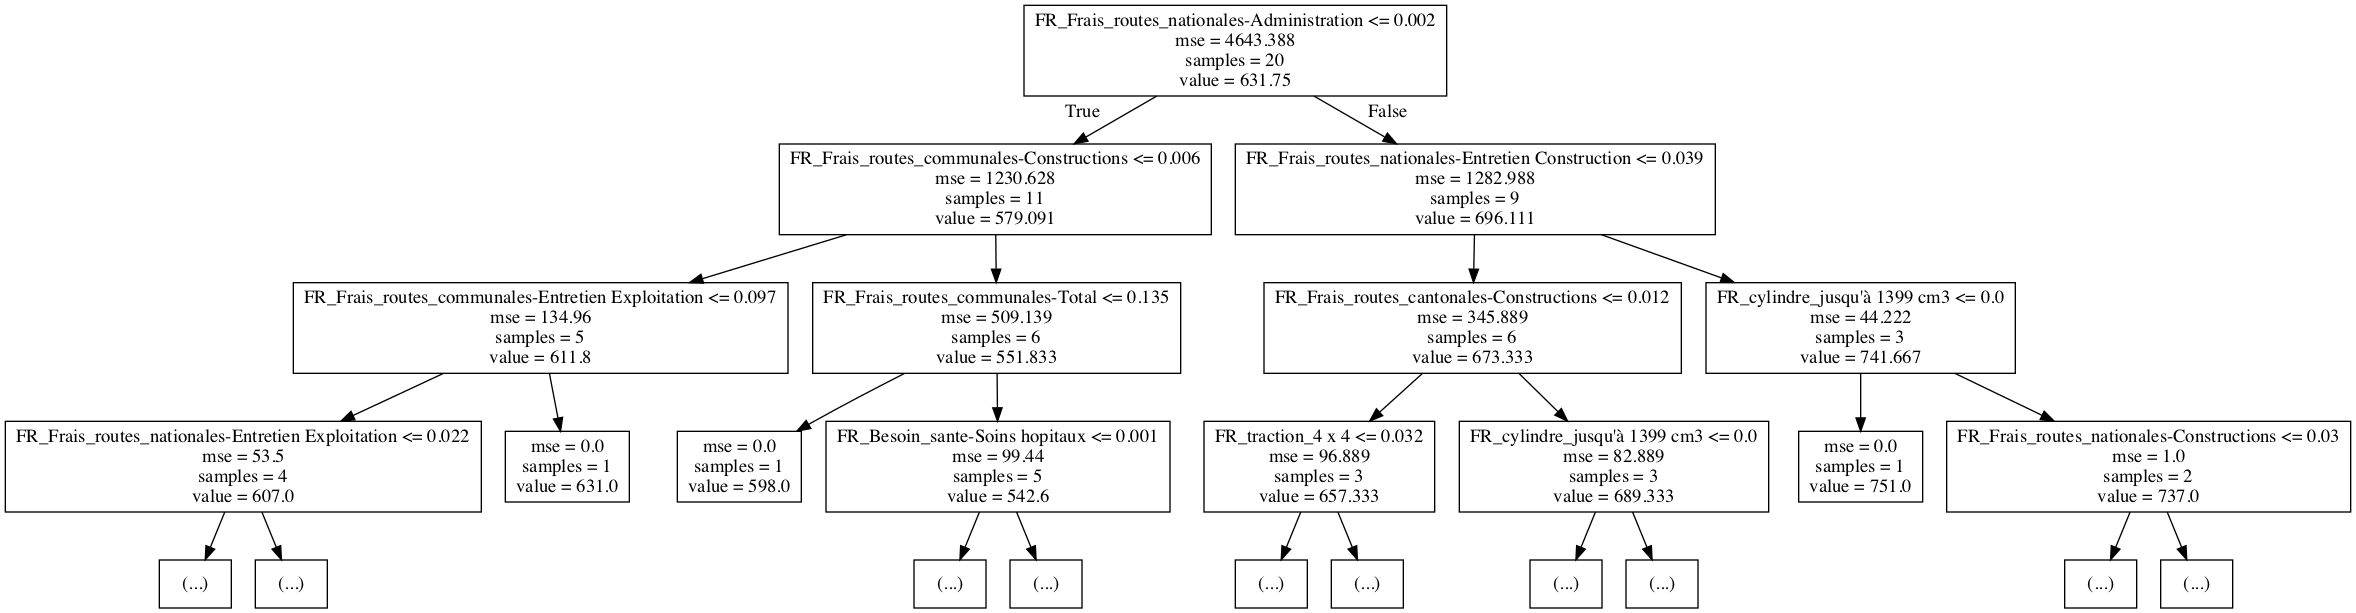 FR_Frais_routes_nationales-Administration <= 0.002
mse = 4643.388
samples = 20
value = 631.75
True
False
FR_Frais_routes_communales-Constructions <= 0.006
mse = 1230.628
samples = 11
value = 579.091
FR_Frais_routes_nationales-Entretien Construction <= 0.039
mse = 1282.988
samples = 9
value = 696.111
FR_Frais_routes_communales-Entretien Exploitation <= 0.097
mse = 134.96
samples = 5
value = 611.8
FR_Frais_routes_communales-Total <= 0.135
mse = 509.139
samples = 6
value = 551.833
FR_Frais_routes_cantonales-Constructions <= 0.012
mse = 345.889
samples = 6
value = 673.333
FR_cylindre_jusqu'à 1399 cm3 <= 0.0
mse = 44.222
samples = 3
value = 741.667
FR_Frais_routes_nationales-Entretien Exploitation <= 0.022
mse = 53.5
samples = 4
value = 607.0
mse = 0.0
samples = 1
value = 631.0
mse = 0.0
samples = 1
value = 598.0
FR_Besoin_sante-Soins hopitaux <= 0.001
mse = 99.44
samples = 5
value = 542.6
FR_traction_4 x 4 <= 0.032
mse = 96.889
samples = 3
value = 657.333
FR_cylindre_jusqu'à 1399 cm3 <= 0.0
mse = 82.889
samples = 3
value = 689.333
mse = 0.0
samples = 1
value = 751.0
FR_Frais_routes_nationales-Constructions <= 0.03
mse = 1.0
samples = 2
value = 737.0
(...)
(...)
(...)
(...)
(...)
(...)
(...)
(...)
(...)
(...)